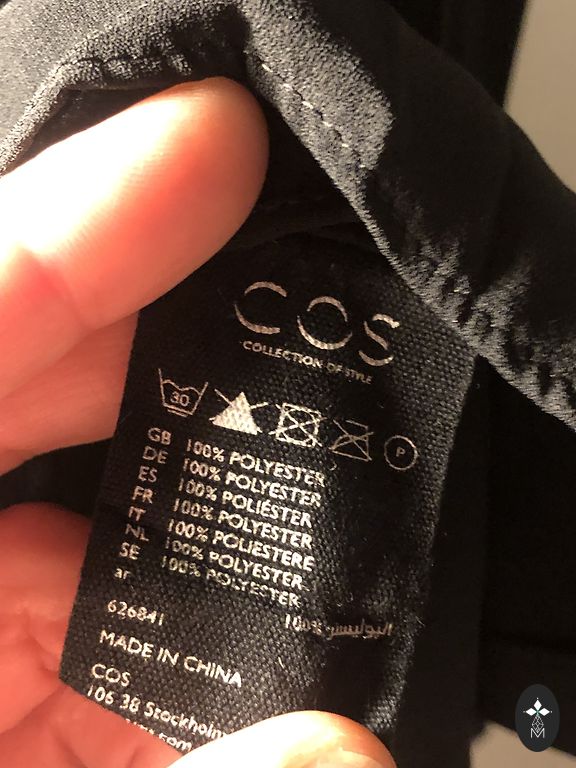 COS
COLLECTION OF STYLE
30
P
GB 100% POLYESTER
DE 100% POLYESTER
ES 100% POLIÉSTER
FR 100% POLYESTER
IT 100% POLIESTERE
NL 100% POLYESTER
SE 100% POLYESTER
ar
100% البوليستر
626841
MADE IN CHINA
COS
106 38 Stockholm
M